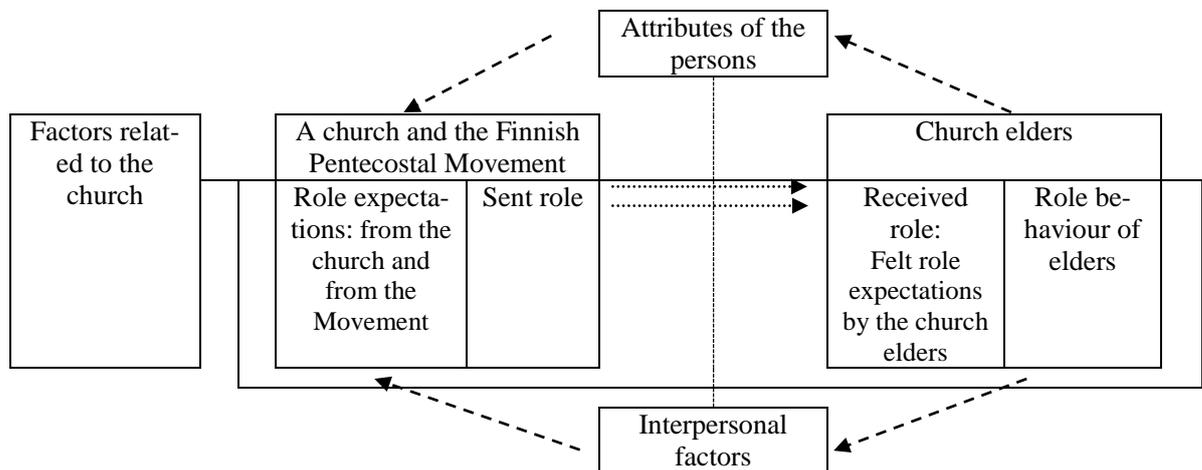 Attributes of the
persons
Factors relat-
ed to the
church
A church and the Finnish
Pentecostal Movement
Role expecta-
tions: from the
church and
from the
Movement
Sent role
Church elders
Received
role:
Felt role
expectations
by the church
elders
Role be-
haviour of
elders
Interpersonal
factors